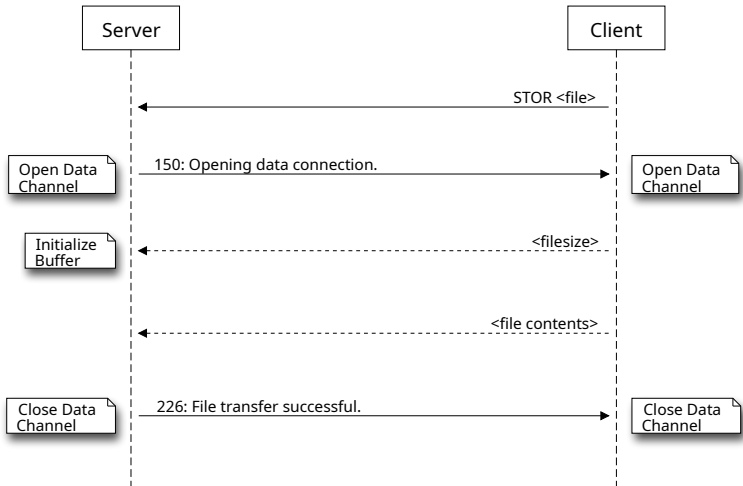 Server
Client
STOR <file>
Open Data
Channel
150: Opening data connection.
Open Data
Channel
Initialize
Buffer
<filesize>
<file contents>
Close Data
Channel
226: File transfer successful.
Close Data
Channel